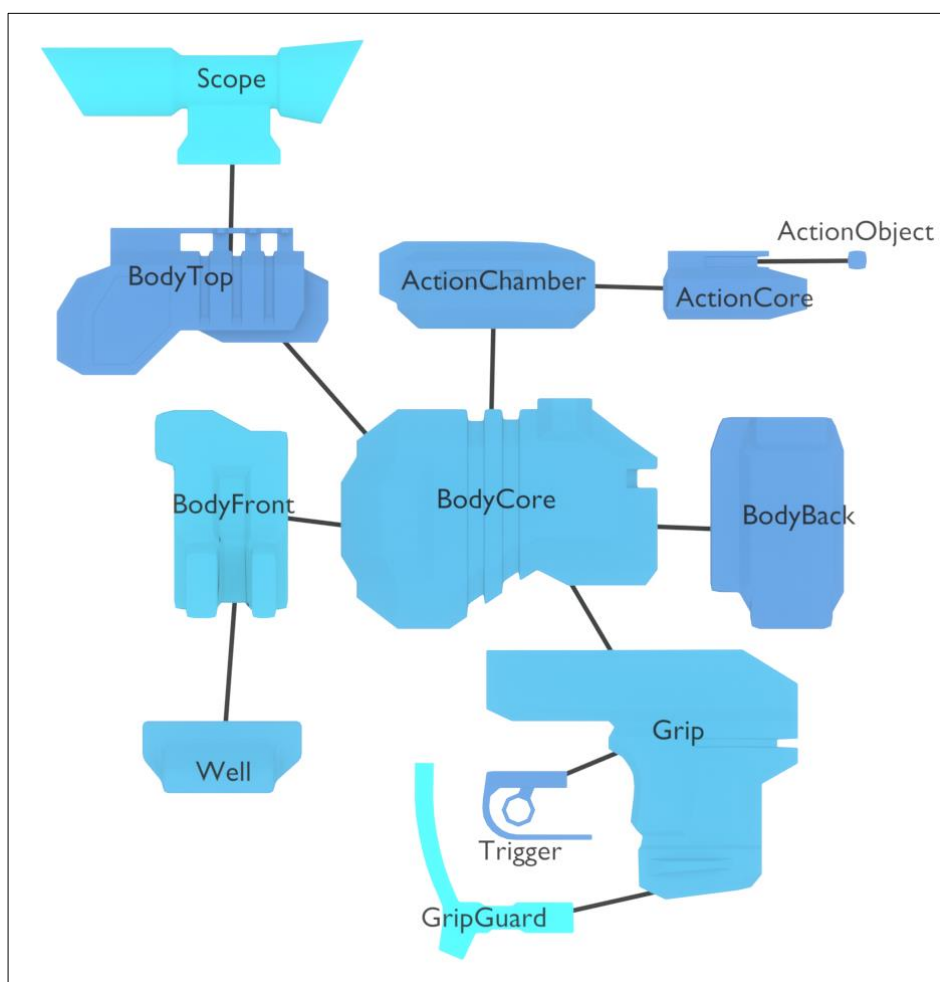 Scope
ActionObject
BodyTop
ActionChamber
ActionCore
BodyFront
BodyCore
BodyBack
Grip
Well
Trigger
GripGuard